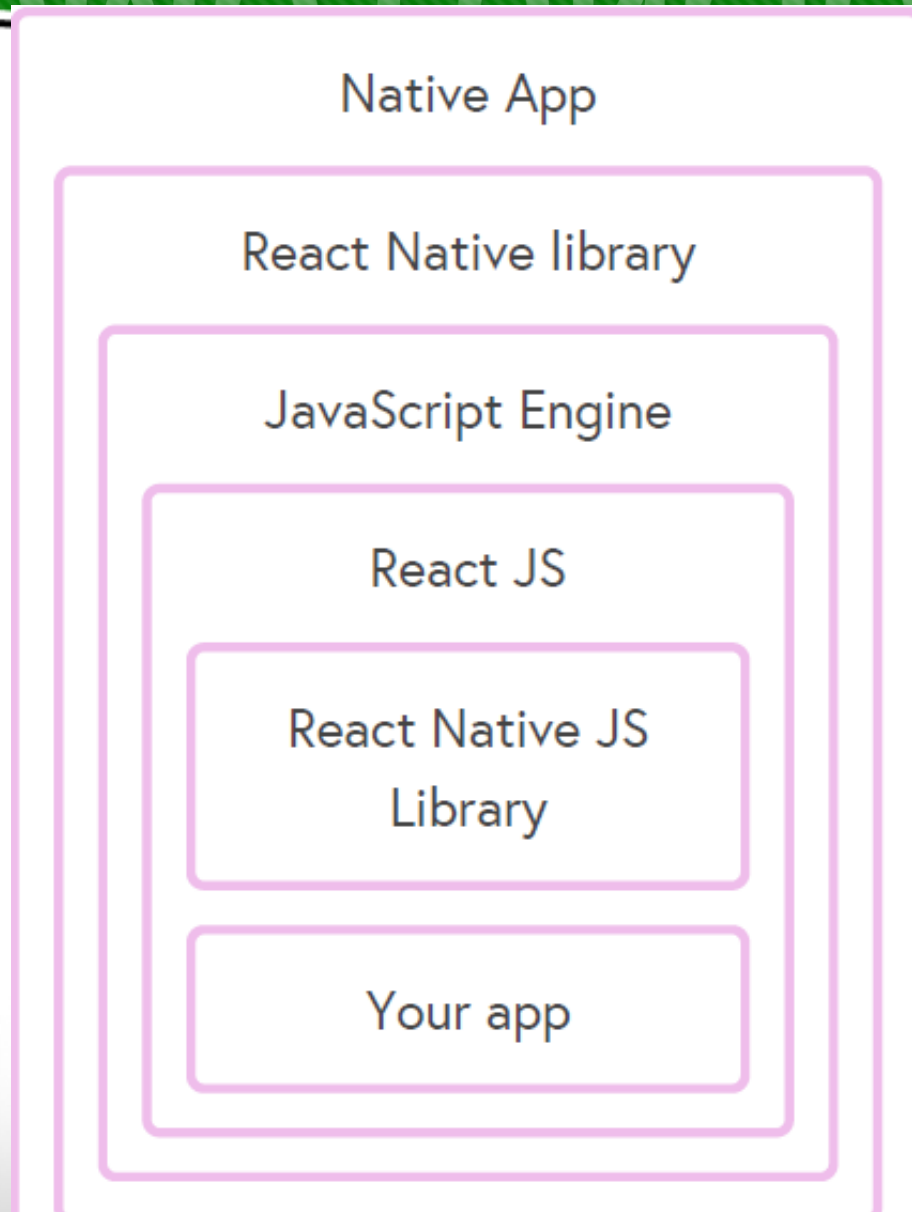 Native App
React Native library
JavaScript Engine
React JS
React Native JS
Library
Your app